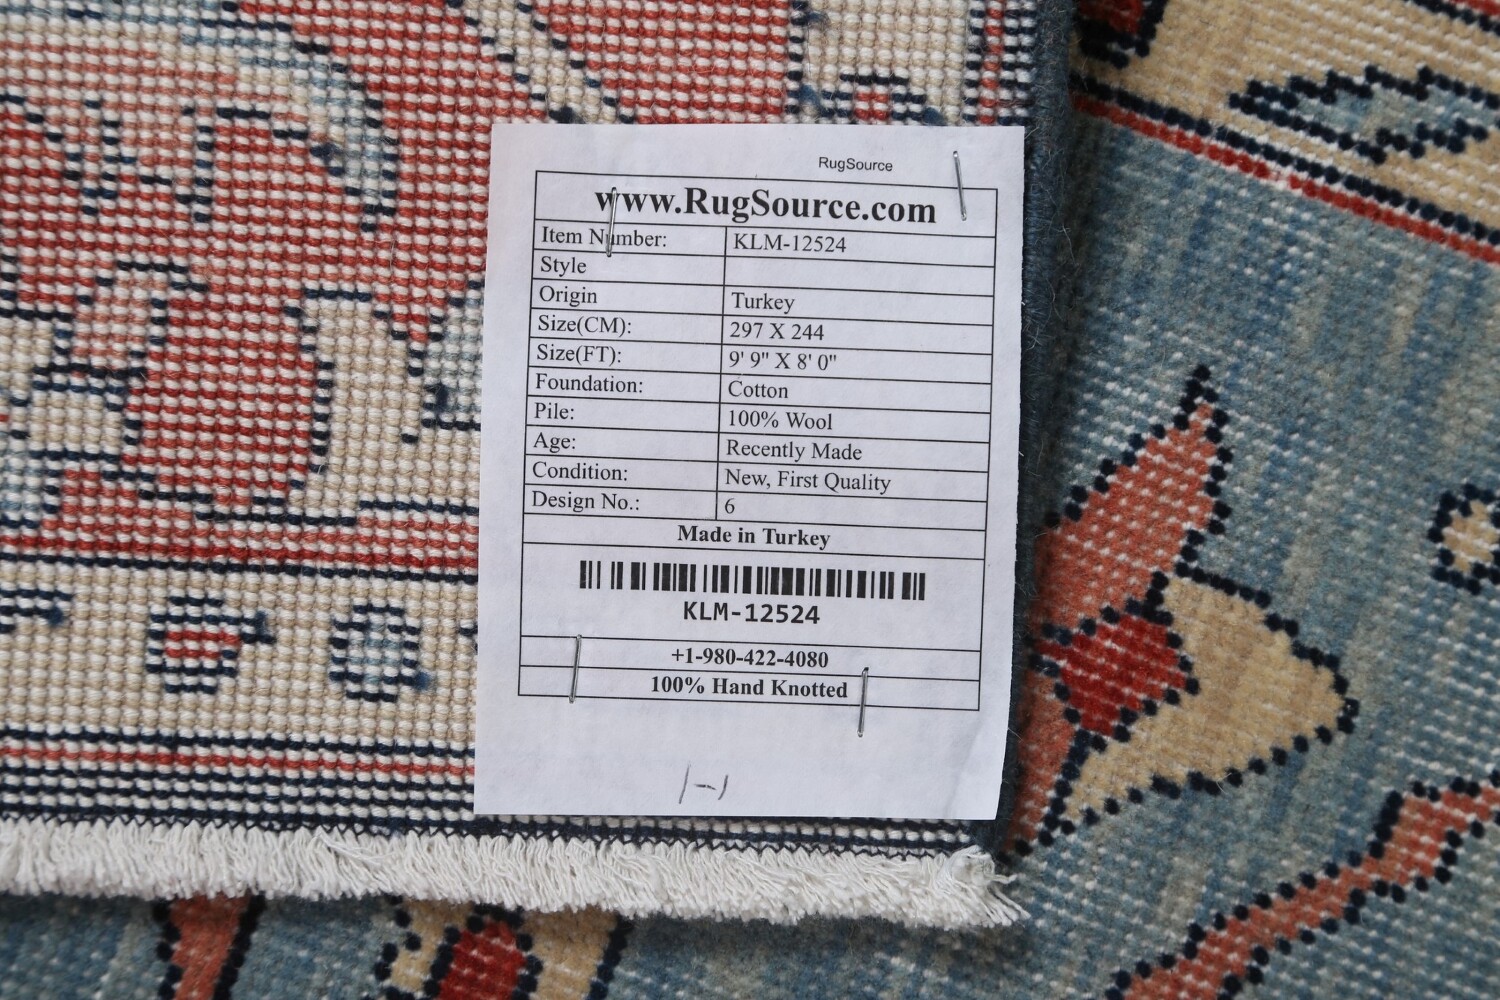 RugSource
www.RugSource.com
Item Number: KLM-12524
Style
Origin Turkey
Size(CM): 297 X 244
Size(FT): 9' 9" X 8' 0"
Foundation: Cotton
Pile: 100% Wool
Age: Recently Made
Condition: New, First Quality
Design No.: 6
Made in Turkey
KLM-12524
+1-980-422-4080
100% Hand Knotted
1-1